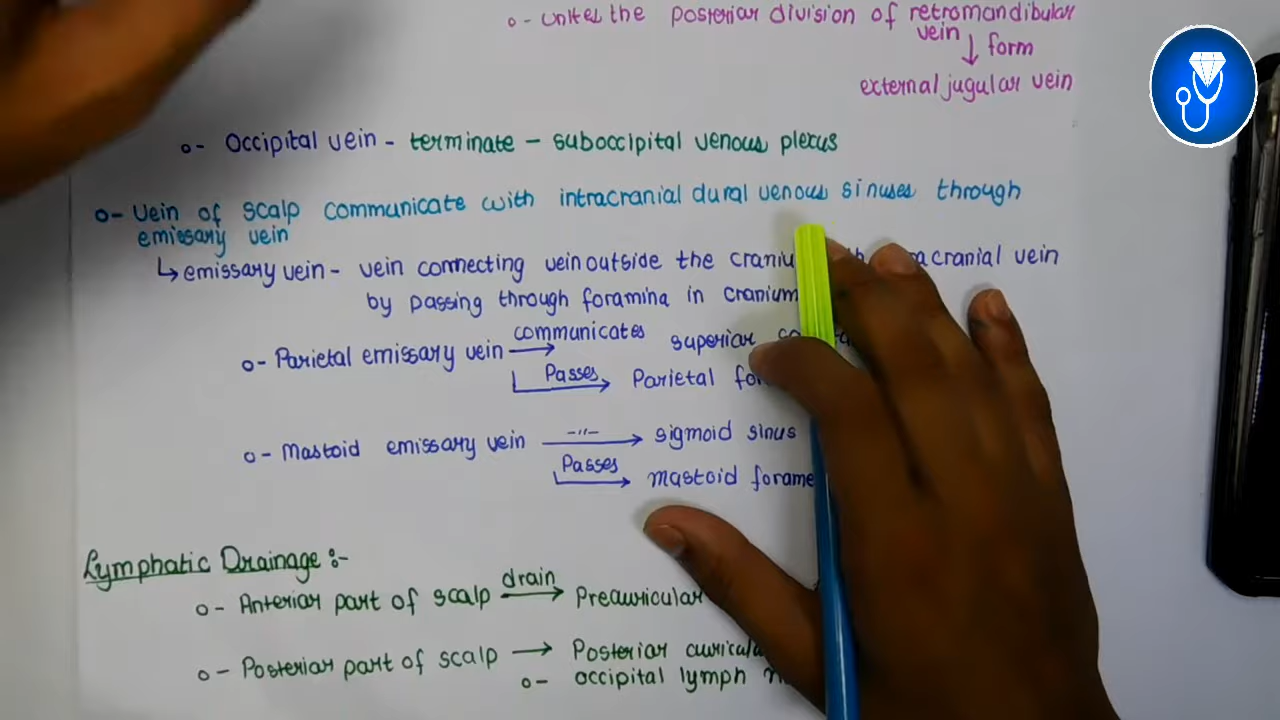 o- unites the posterior division of retromandibular
vein ↓ form
external jugular vein
o- Occipital vein - terminate - suboccipital venous plexus
o- Vein of scalp communicate with intracranial dural venous sinuses through
emissary vein
↳ emissary vein - vein connecting vein outside the intracranial vein
by passing through foramina in cranium
o- Parietal emissary vein communicates → superior
Passes → Parietal
o- Mastoid emissary vein -"- → sigmoid sinus
Passes → mastoid
Lymphatic Drainage :-
o- Anterior part of scalp drain → Preauricular
o- Posterior part of scalp → Posterior
o- occipital lymph